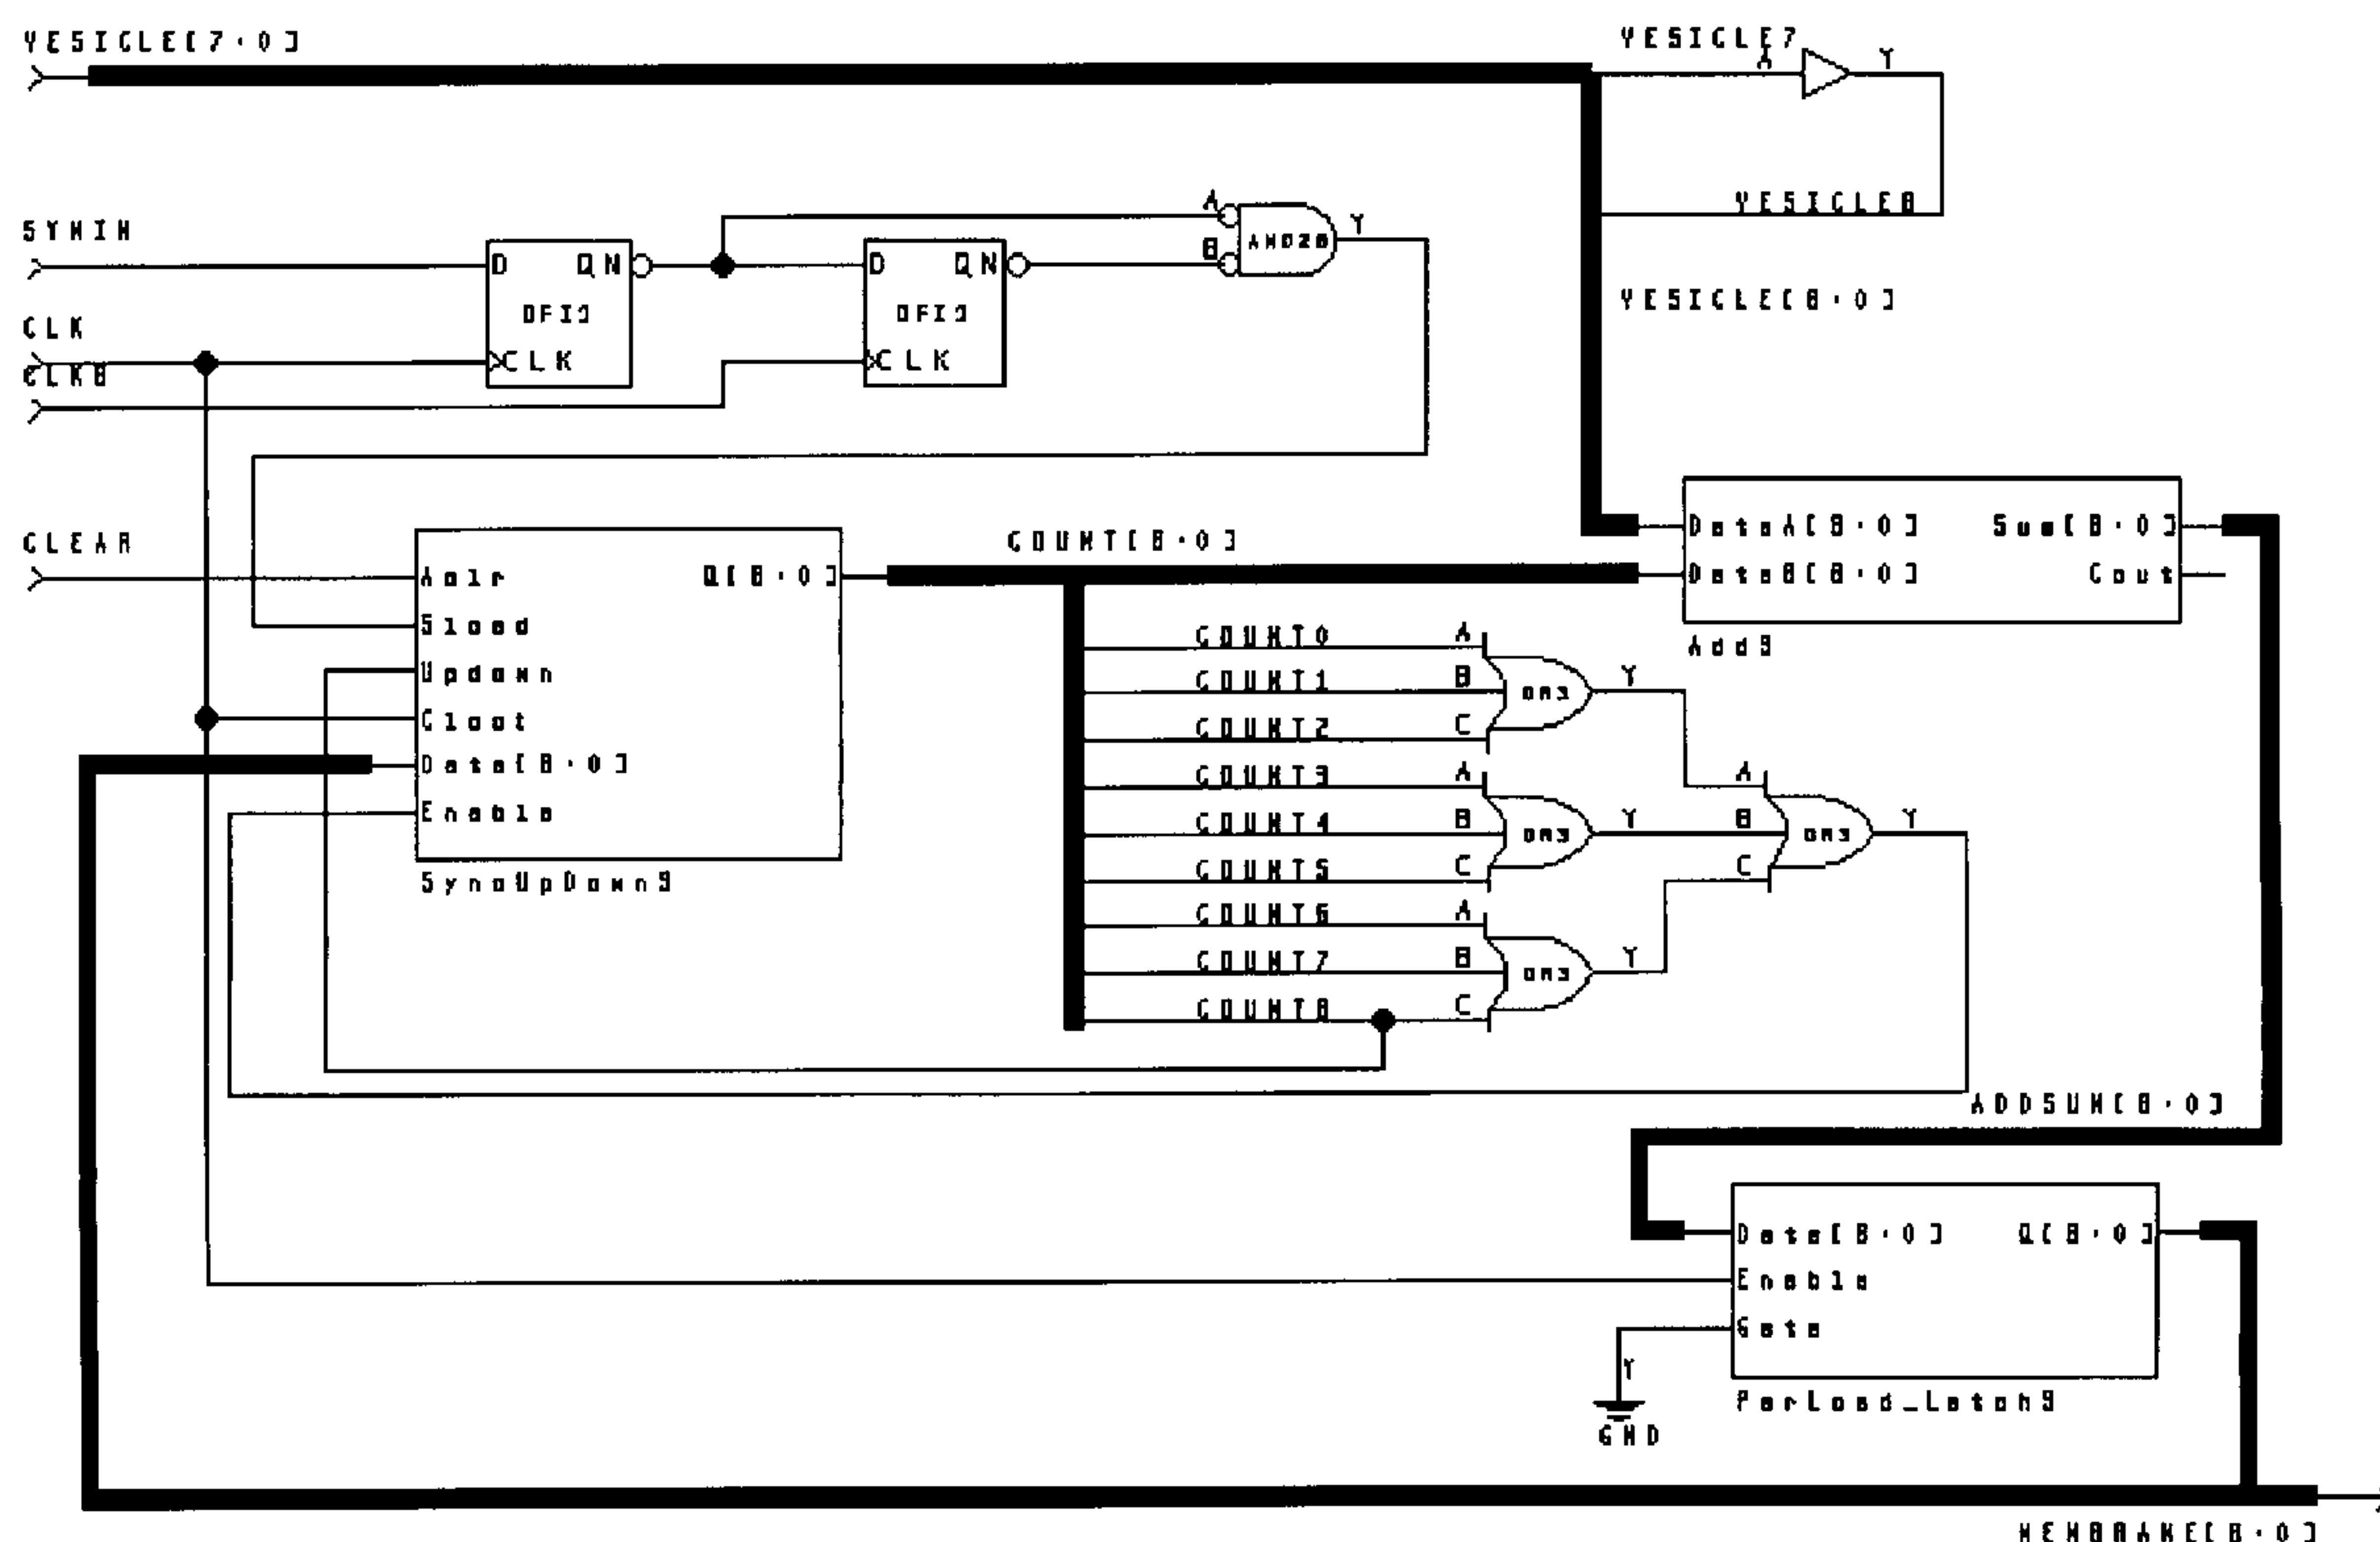 VESICLE[7:0]
VESICLE7
A
Y
VESICLE8
VESICLE[8:0]
SYNIN
D QN
DF1C
CLK
D QN
DF1C
CLK
A
B
AND2B
Y
CLK
CLKB
CLEAR
Aclr
Sload
Updown
Clock
Data[8:0]
Enable
Q[8:0]
SyncUpDown9
COUNT[8:0]
DataA[8:0] Sum[8:0]
DataB[8:0] Cout
Add9
COUNT0 A
COUNT1 B OR3 Y
COUNT2 C
COUNT3 A
COUNT4 B OR3 Y
COUNT5 C
COUNT6 A
COUNT7 B OR3 Y
COUNT8 C
A
B OR3 Y
C
ADDSUM[8:0]
Data[8:0] Q[8:0]
Enable
Gate
ParLoad_Latch9
Y
GND
MEMBRANE[8:0]